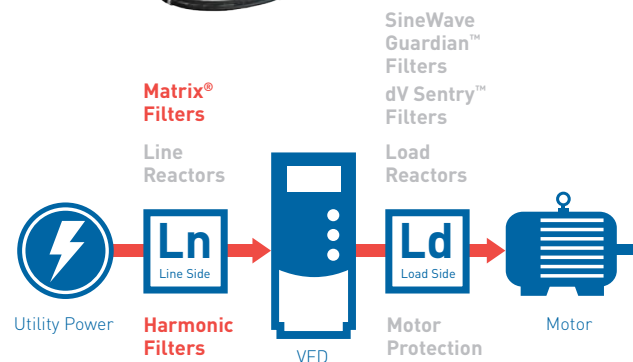 SineWave
Guardian™
Filters
Matrix®
Filters
dV Sentry™
Filters
Line
Reactors
Load
Reactors
Ln
Line Side
Ld
Load Side
Utility Power
Harmonic
Filters
VFD
Motor
Protection
Motor